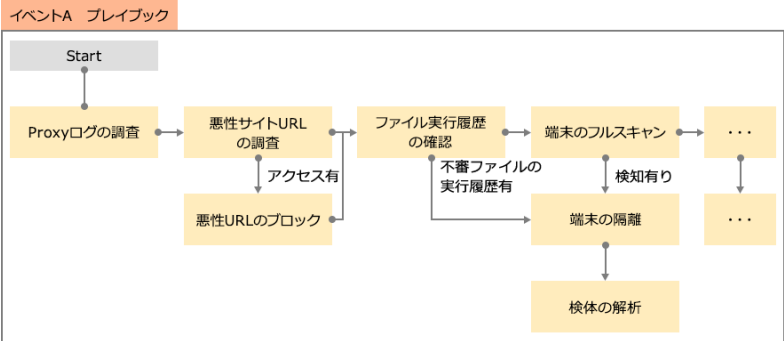 イベントA　プレイブック
Start
Proxyログの調査
悪性サイトURL
の調査
ファイル実行履歴
の確認
端末のフルスキャン
・・・
アクセス有
不審ファイルの
実行履歴有
検知有り
悪性URLのブロック
端末の隔離
・・・
検体の解析